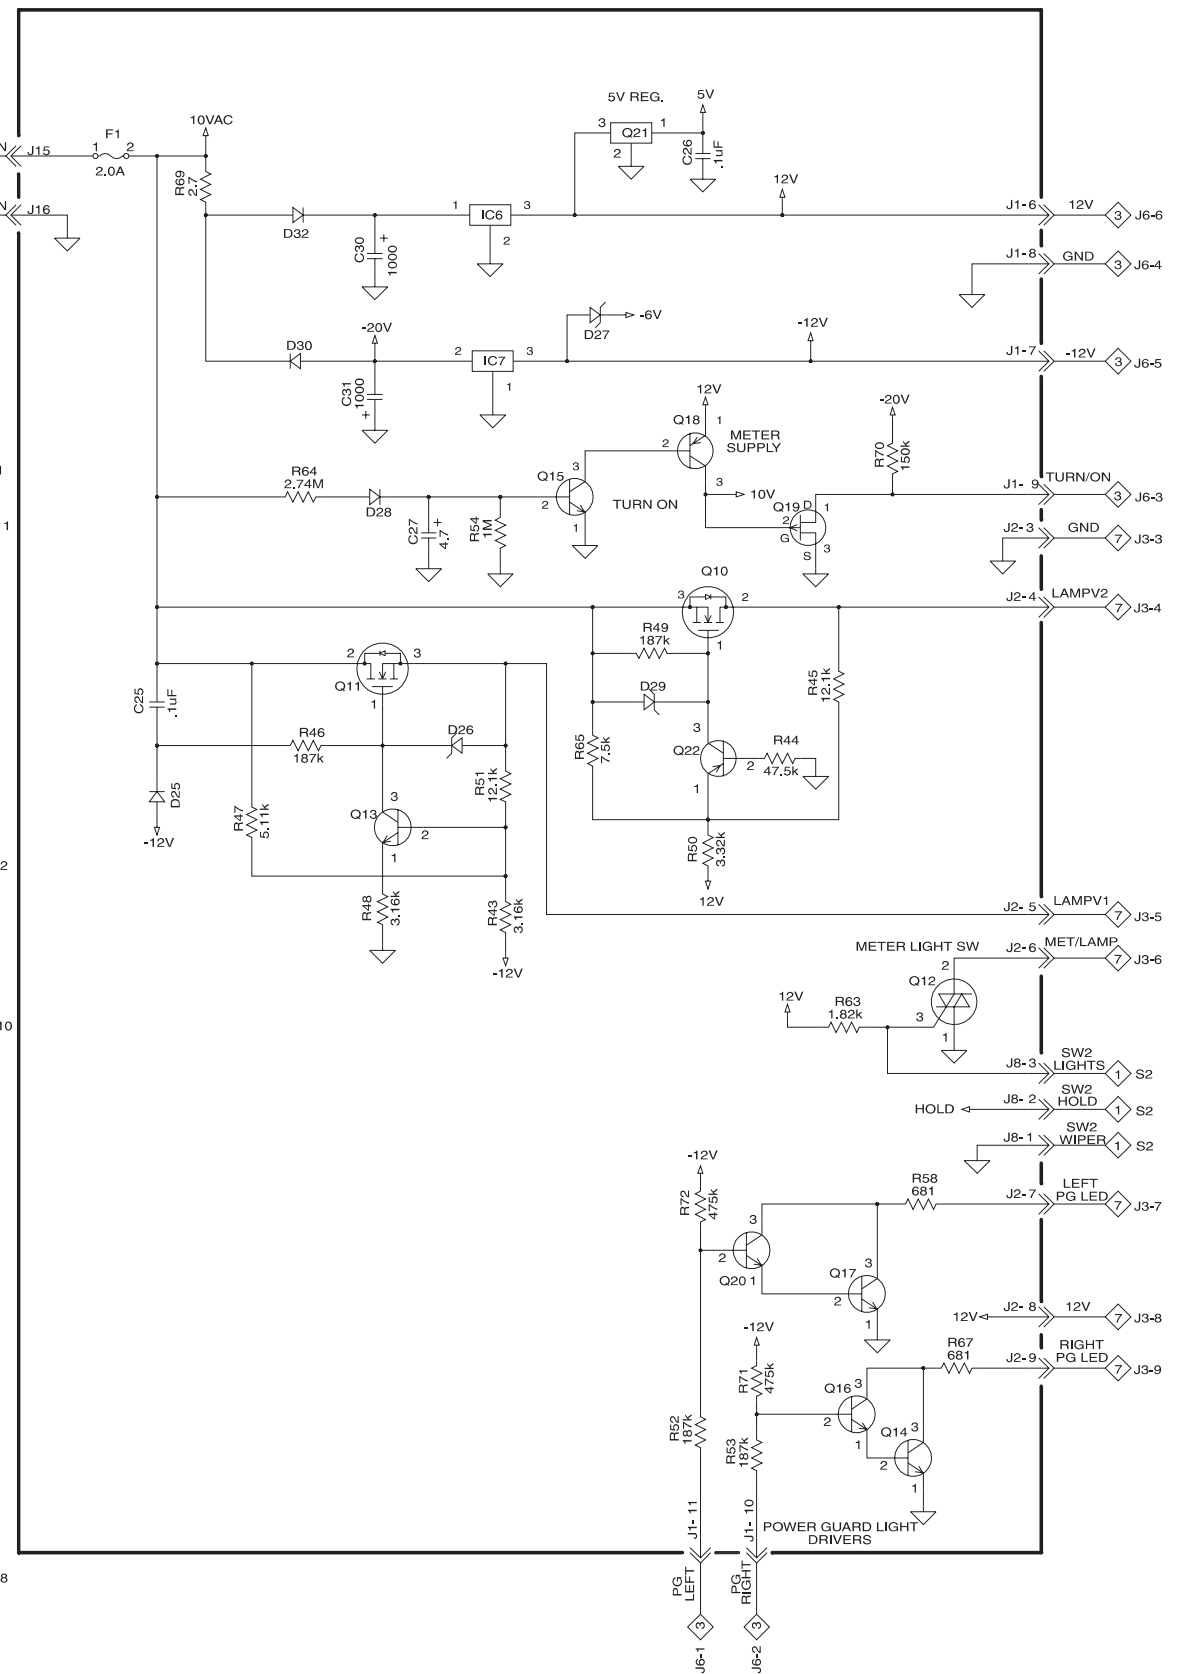 5V REG.
5V
10VAC
F1
3
Q21
1
N
J15
1
2
2.0A
2
C26
.1uF
R69
2.7
12V
N
J16
1
IC6
3
J1-6
12V
3
J6-6
D32
C30
+
1000
2
J1-8
GND
3
J6-4
-20V
D27
-6V
-12V
D30
2
IC7
3
J1-7
-12V
3
J6-5
C31
1000
+
1
12V
-20V
Q18
1
METER
SUPPLY
2
R70
150k
1
R64
2.74M
Q15
3
TURN/ON
J1- 9
3
J6-3
3
10V
D28
2
TURN ON
Q19
D
1
1
C27
+
4.7
R54
1M
1
2
G
S
3
J2-3
GND
7
J3-3
Q10
3
2
J2-4
LAMPV2
7
J3-4
R49
187k
1
2
3
Q11
1
R45
12.1k
C25
.1uF
D29
R46
187k
D26
3
R65
7.5k
Q22
2
R44
47.5k
1
D25
R51
12.1k
3
R47
5.11k
Q13
2
-12V
1
R50
3.32k
2
R48
3.16k
R43
3.16k
12V
J2- 5
LAMPV1
7
J3-5
-12V
METER LIGHT SW
J2-6
MET/LAMP
7
J3-6
2
Q12
12V
R63
1.82k
3
10
1
J8-3
SW2
LIGHTS
1
S2
HOLD
J8- 2
SW2
HOLD
1
S2
J8- 1
SW2
WIPER
1
S2
-12V
R72
475k
R58
681
J2-7
LEFT
PG LED
7
J3-7
3
2
Q20
1
Q17
3
2
1
12V
J2- 8
12V
7
J3-8
-12V
R67
681
J2-9
RIGHT
PG LED
7
J3-9
R71
475k
Q16
3
2
1
R52
187k
R53
187k
Q14
3
2
1
J1- 11
J1- 10
POWER GUARD LIGHT
DRIVERS
8
PG
LEFT
PG
RIGHT
3
3
J6-1
J6-2